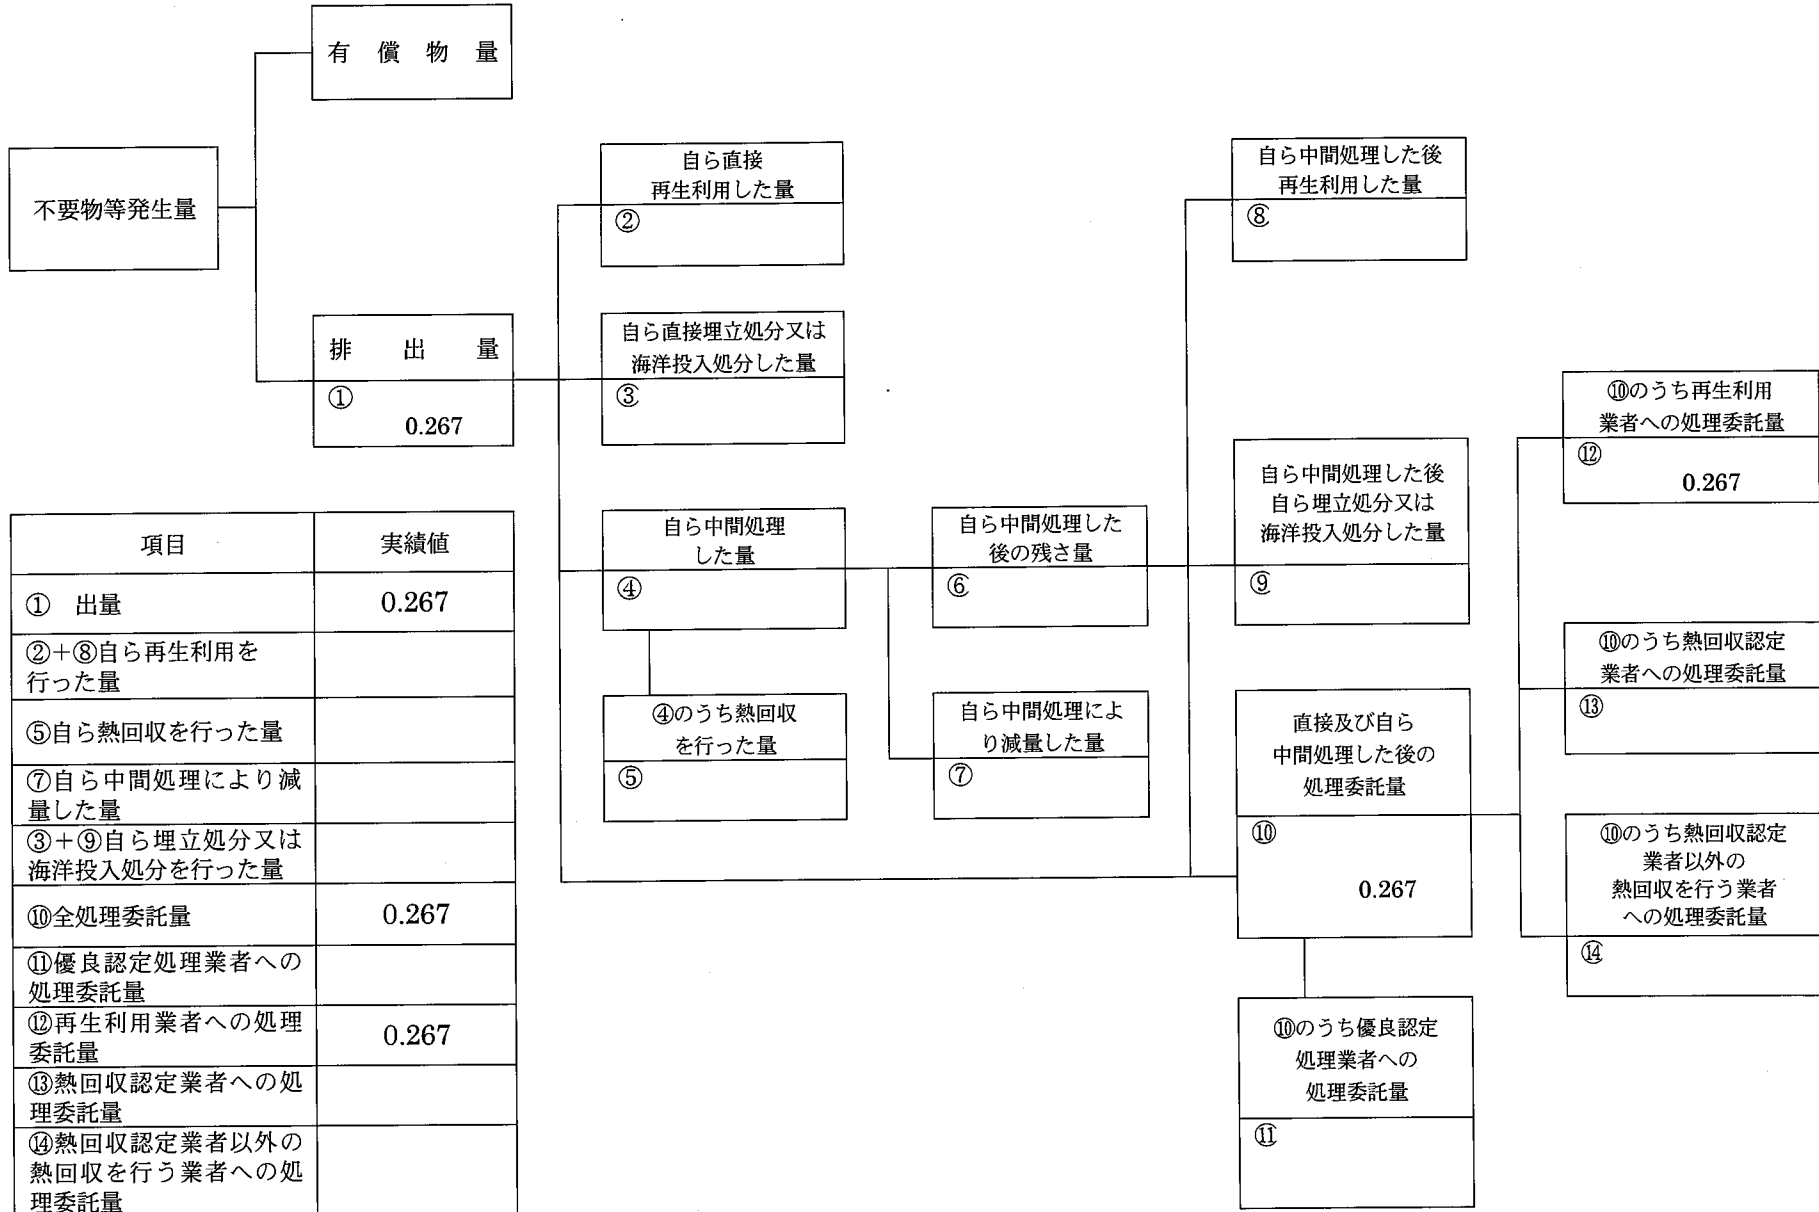 有償物量
不要物等発生量
排出量
①
0.267
自ら直接
再生利用した量
②
自ら直接埋立処分又は
海洋投入処分した量
③
自ら中間処理
した量
④
④のうち熱回収
を行った量
⑤
自ら中間処理した
後の残さ量
⑥
自ら中間処理によ
り減量した量
⑦
自ら中間処理した後
再生利用した量
⑧
自ら中間処理した後
自ら埋立処分又は
海洋投入処分した量
⑨
直接及び自ら
中間処理した後の
処理委託量
⑩
0.267
⑩のうち優良認定
処理業者への
処理委託量
⑪
⑩のうち再生利用
業者への処理委託量
⑫
0.267
⑩のうち熱回収認定
業者への処理委託量
⑬
⑩のうち熱回収認定
業者以外の
熱回収を行う業者
への処理委託量
⑭
項目 実績値
① 出量 0.267
②+⑧自ら再生利用を
行った量
⑤自ら熱回収を行った量
⑦自ら中間処理により減
量した量
③+⑨自ら埋立処分又は
海洋投入処分を行った量
⑩全処理委託量 0.267
⑪優良認定処理業者への
処理委託量
⑫再生利用業者への処理
委託量 0.267
⑬熱回収認定業者への処
理委託量
⑭熱回収認定業者以外の
熱回収を行う業者への処
理委託量